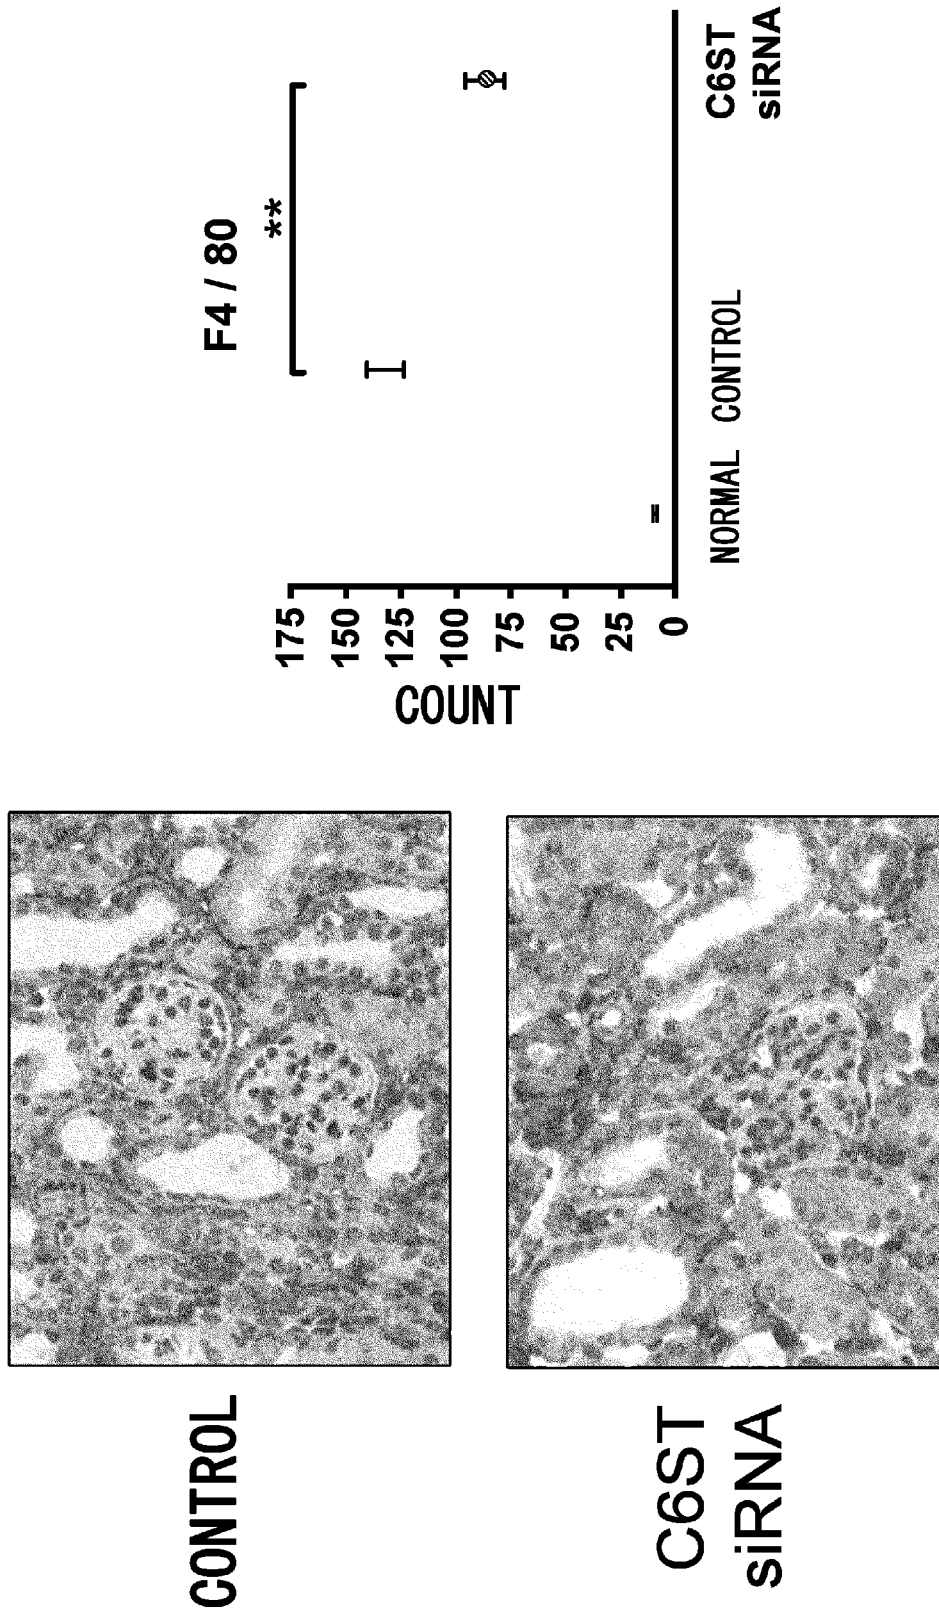 CONTROL
C6ST
siRNA
F4 / 80
**
COUNT
175
150
125
100
75
50
25
0
NORMAL CONTROL
C6ST
siRNA